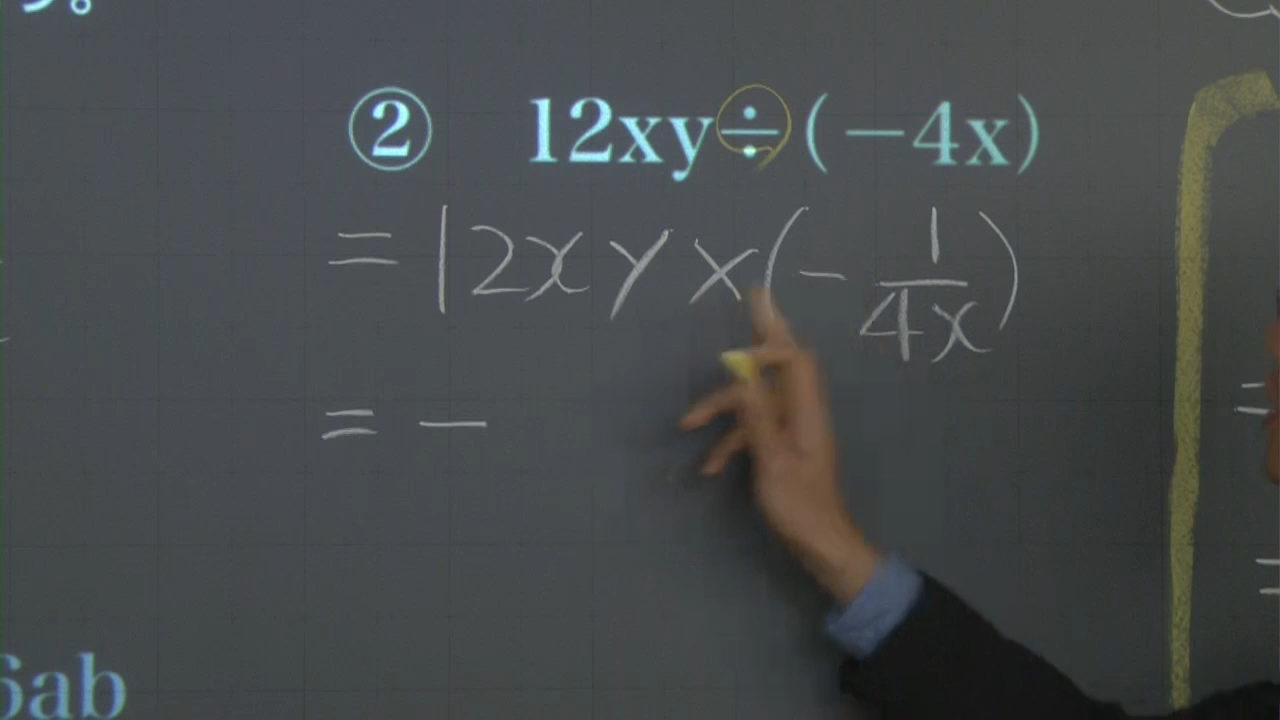 ② 12xy÷(−4x)
=12xy×(−1/4x)
=−
6ab